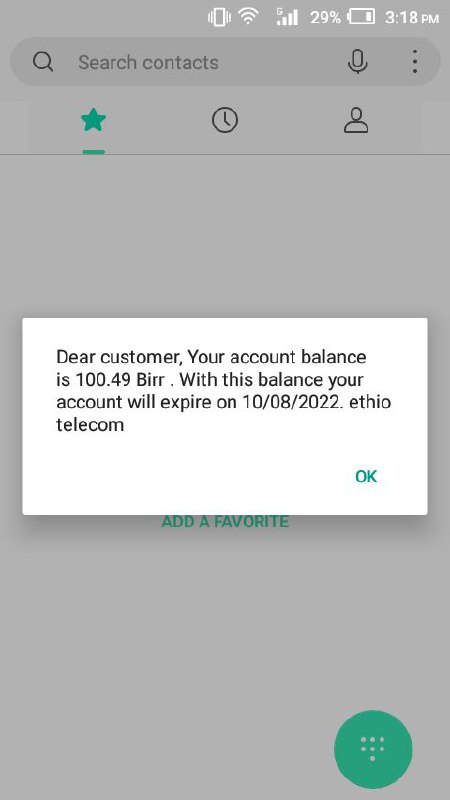 G
29%
3:18 PM
Search contacts
Dear customer, Your account balance
is 100.49 Birr . With this balance your
account will expire on 10/08/2022. ethio
telecom
OK
ADD A FAVORITE